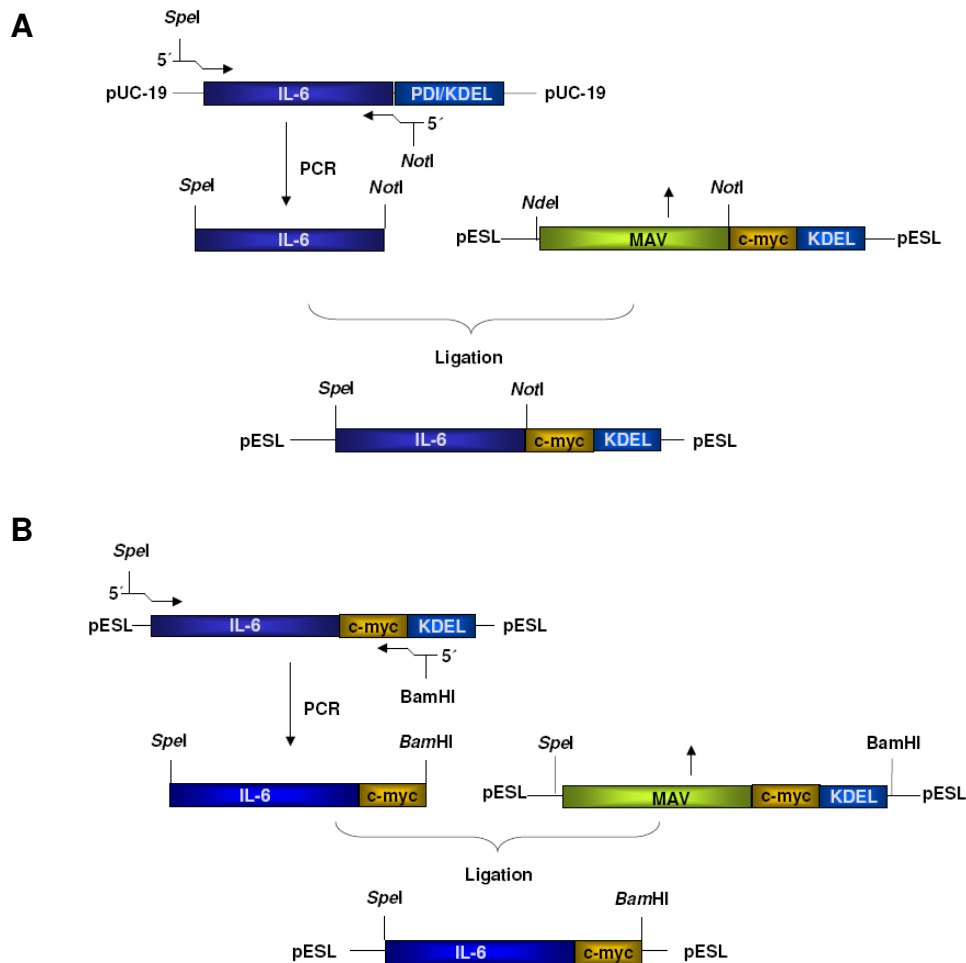 A
SpeI
5´
pUC-19 IL-6 PDI/KDEL pUC-19
5´
NotI
PCR
SpeI NotI
IL-6
NdeI NotI
pESL MAV c-myc KDEL pESL
Ligation
SpeI NotI
pESL IL-6 c-myc KDEL pESL
B
SpeI
5´
pESL IL-6 c-myc KDEL pESL
5´
BamHI
PCR
SpeI BamHI
IL-6 c-myc
SpeI BamHI
pESL MAV c-myc KDEL pESL
Ligation
SpeI BamHI
pESL IL-6 c-myc pESL